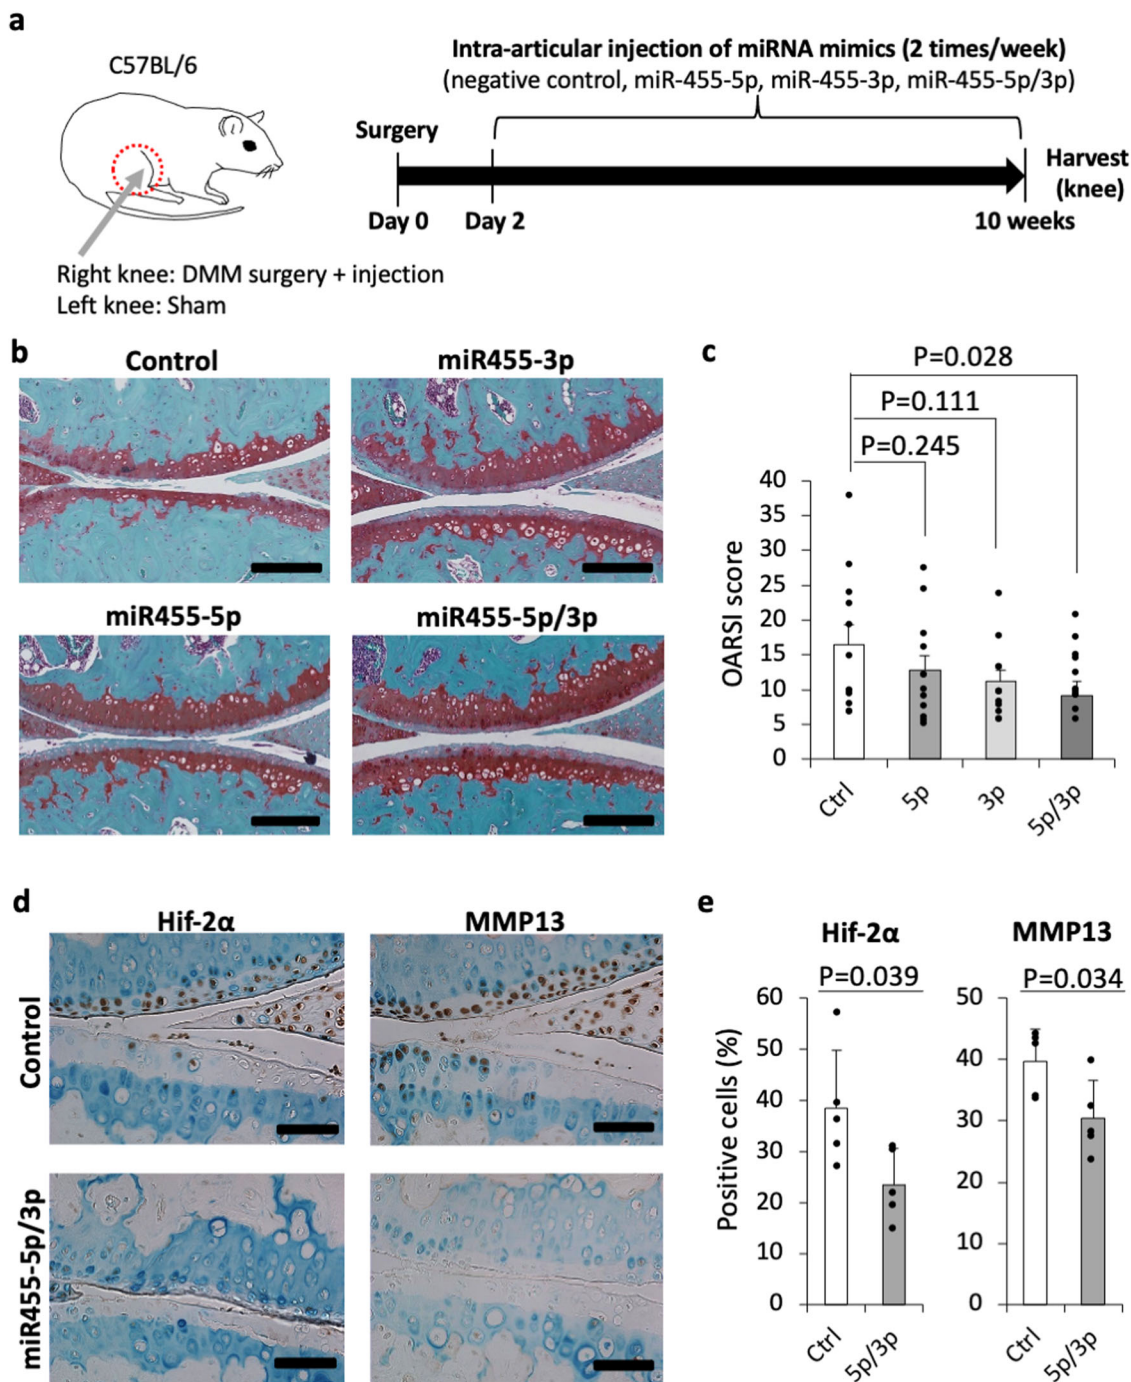 a
C57BL/6
Intra-articular injection of miRNA mimics (2 times/week)
(negative control, miR-455-5p, miR-455-3p, miR-455-5p/3p)
Surgery
Harvest
(knee)
Day 0
Day 2
10 weeks
Right knee: DMM surgery + injection
Left knee: Sham
b
Control
miR455-3p
miR455-5p
miR455-5p/3p
c
P=0.028
P=0.111
P=0.245
OARSI score
40
35
30
25
20
15
10
5
0
Ctrl
5p
3p
5p/3p
d
Hif-2α
MMP13
Control
miR455-5p/3p
e
Hif-2α
MMP13
P=0.039
P=0.034
Positive cells (%)
60
50
40
30
20
10
0
Ctrl
5p/3p
50
40
30
20
10
0
Ctrl
5p/3p